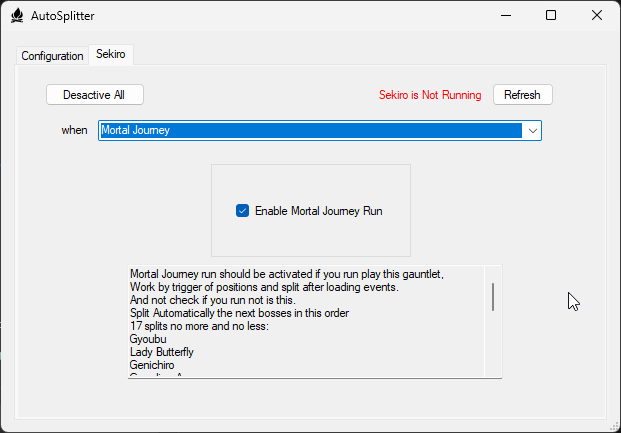 AutoSplitter
Configuration
Sekiro
Desactive All
Sekiro is Not Running
Refresh
when
Mortal Journey
Enable Mortal Journey Run
Mortal Journey run should be activated if you run play this gauntlet,
Work by trigger of positions and split after loading events.
And not check if you run not is this.
Split Automatically the next bosses in this order
17 splits no more and no less:
Gyoubu
Lady Butterfly
Genichiro